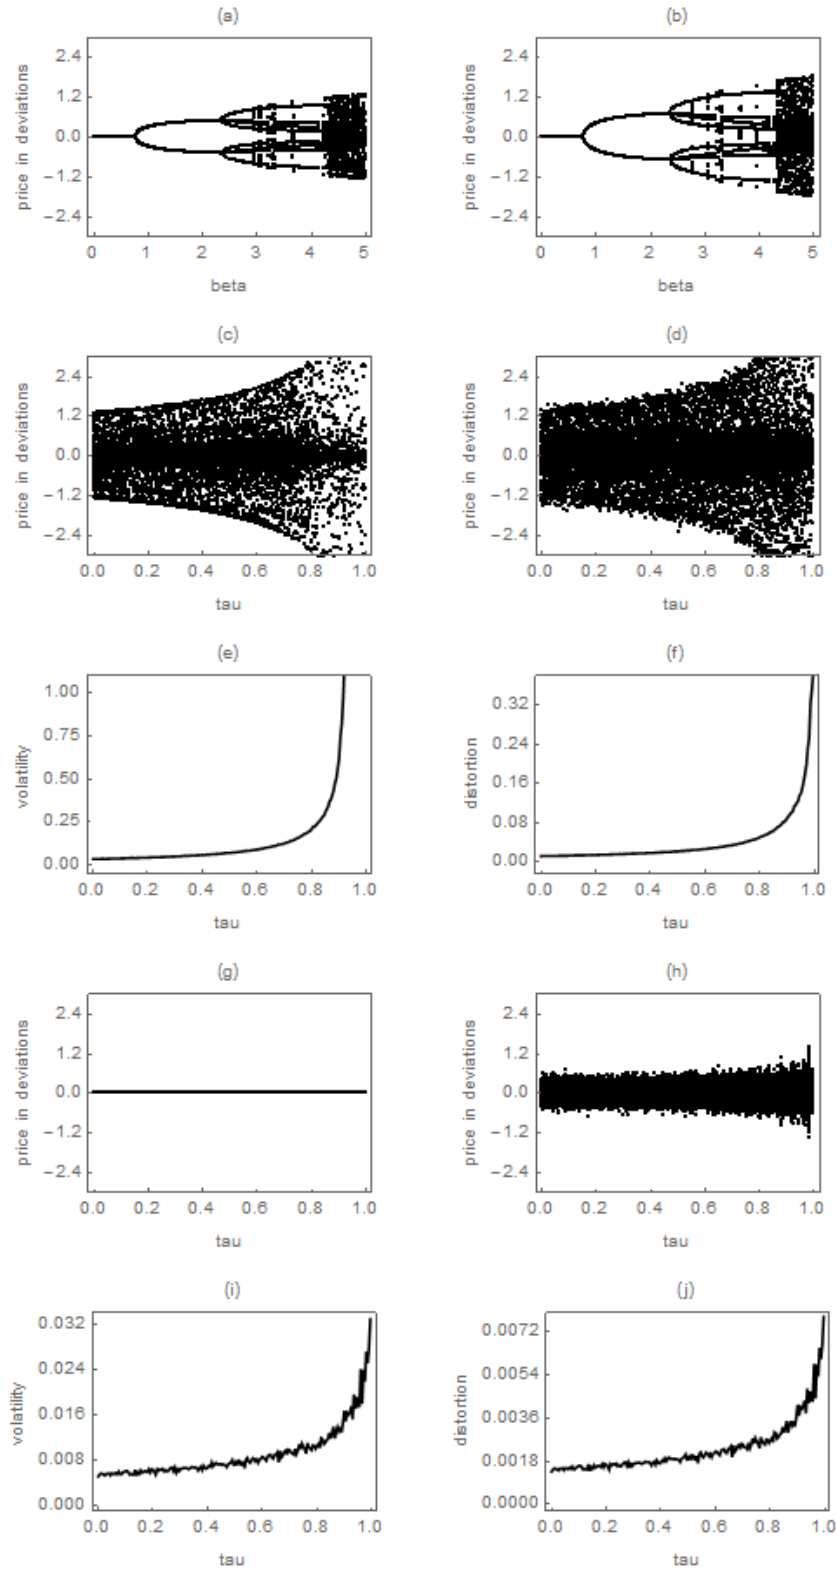 (a)
price in deviations
2.4
1.2
0.0
−1.2
−2.4
0 1 2 3 4 5
beta
(b)
price in deviations
2.4
1.2
0.0
−1.2
−2.4
0 1 2 3 4 5
beta
(c)
price in deviations
2.4
1.2
0.0
−1.2
−2.4
0.0 0.2 0.4 0.6 0.8 1.0
tau
(d)
price in deviations
2.4
1.2
0.0
−1.2
−2.4
0.0 0.2 0.4 0.6 0.8 1.0
tau
(e)
volatility
1.00
0.75
0.50
0.25
0.00
0.0 0.2 0.4 0.6 0.8 1.0
tau
(f)
distortion
0.32
0.24
0.16
0.08
0.00
0.0 0.2 0.4 0.6 0.8 1.0
tau
(g)
price in deviations
2.4
1.2
0.0
−1.2
−2.4
0.0 0.2 0.4 0.6 0.8 1.0
tau
(h)
price in deviations
2.4
1.2
0.0
−1.2
−2.4
0.0 0.2 0.4 0.6 0.8 1.0
tau
(i)
volatility
0.032
0.024
0.016
0.008
0.000
0.0 0.2 0.4 0.6 0.8 1.0
tau
(j)
distortion
0.0072
0.0054
0.0036
0.0018
0.0000
0.0 0.2 0.4 0.6 0.8 1.0
tau